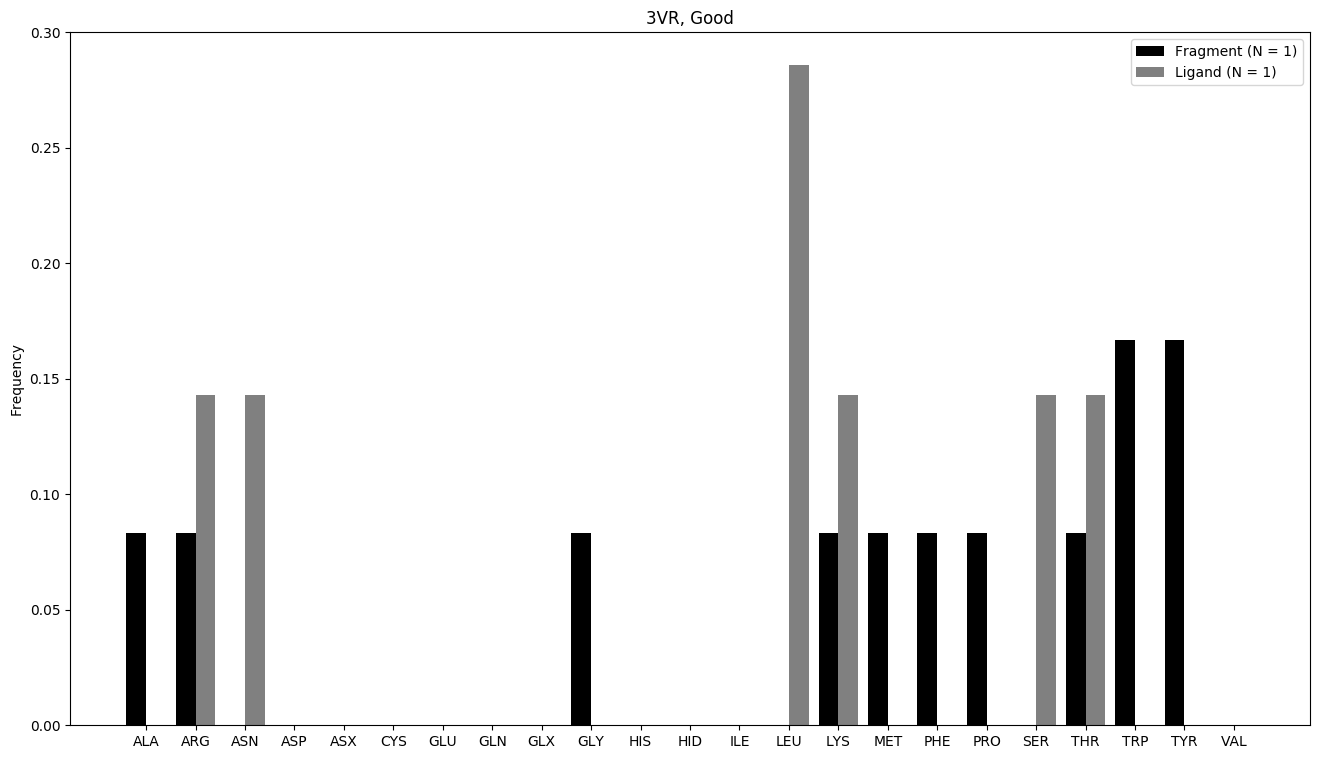 3VR, Good
Fragment (N = 1)
Ligand (N = 1)
Frequency
0.30
0.25
0.20
0.15
0.10
0.05
0.00
ALA ARG ASN ASP ASX CYS GLU GLN GLX GLY HIS HID ILE LEU LYS MET PHE PRO SER THR TRP TYR VAL